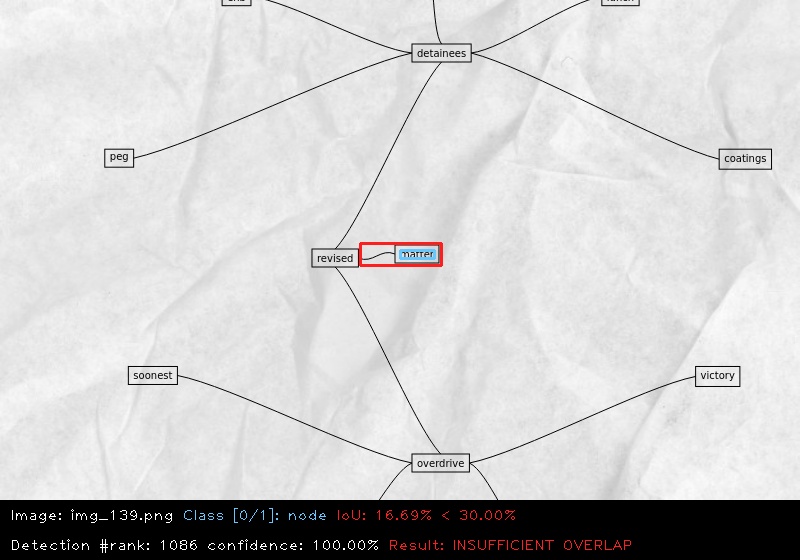 detainees
peg
coatings
revised
matter
soonest
victory
overdrive
Image: img_139.png Class [0/1]: node IoU: 16.69% < 30.00%
Detection #rank: 1086 confidence: 100.00% Result: INSUFFICIENT OVERLAP